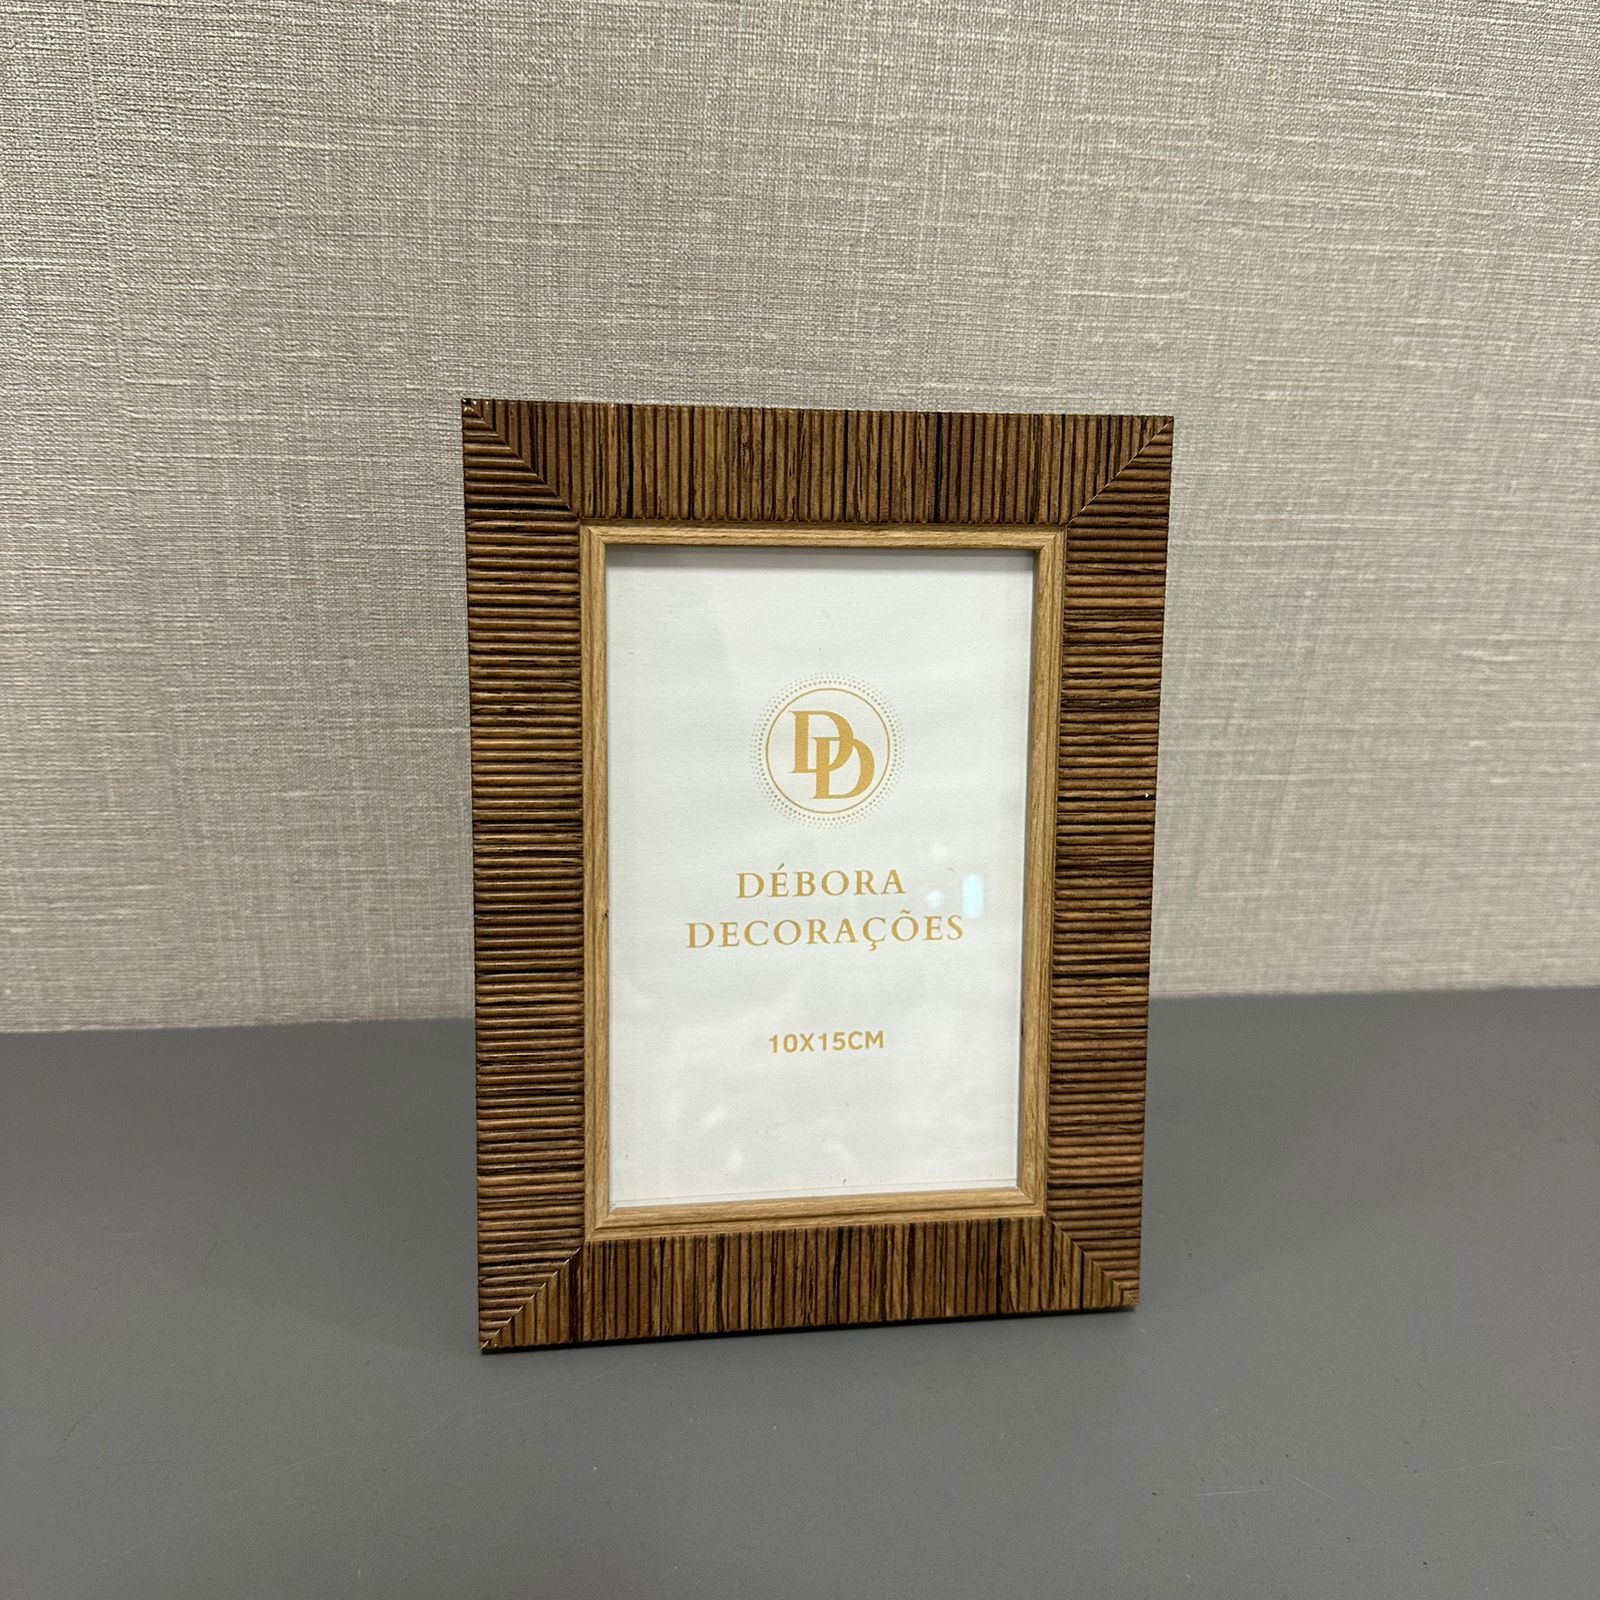 DD
DÉBORA
DECORAÇÕES
10X15CM